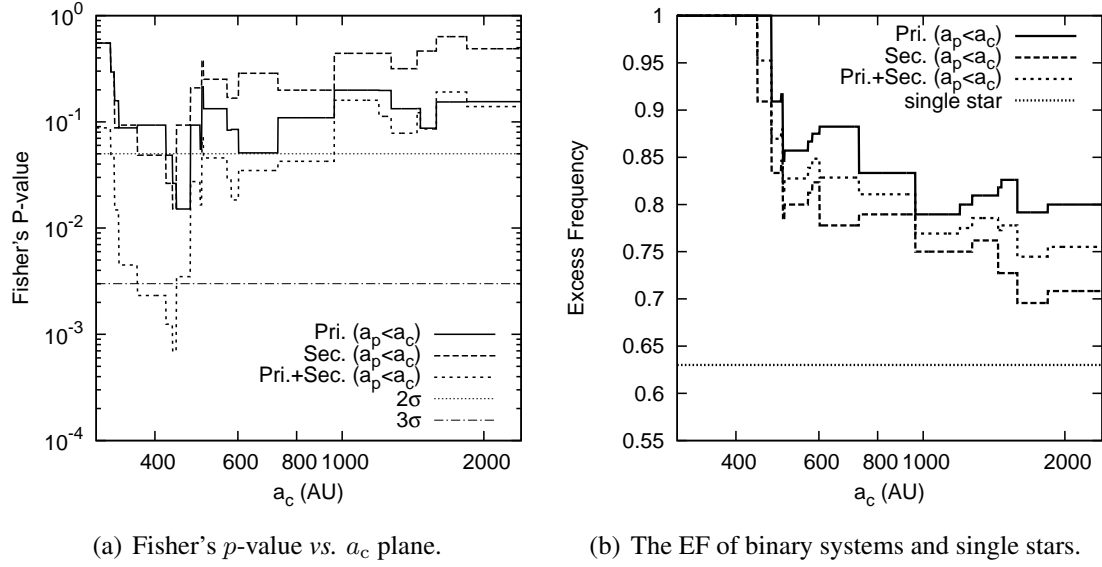 10⁰
10⁻¹
10⁻²
10⁻³
10⁻⁴
Fisher's P-value
Pri. (a_p<a_c)
Sec. (a_p<a_c)
Pri.+Sec. (a_p<a_c)
2σ
3σ
400 600 800 1000 2000
a_c (AU)
(a) Fisher's p-value vs. a_c plane.
1
0.95
0.9
0.85
0.8
0.75
0.7
0.65
0.6
0.55
Excess Frequency
Pri. (a_p<a_c)
Sec. (a_p<a_c)
Pri.+Sec. (a_p<a_c)
single star
400 600 800 1000 2000
a_c (AU)
(b) The EF of binary systems and single stars.